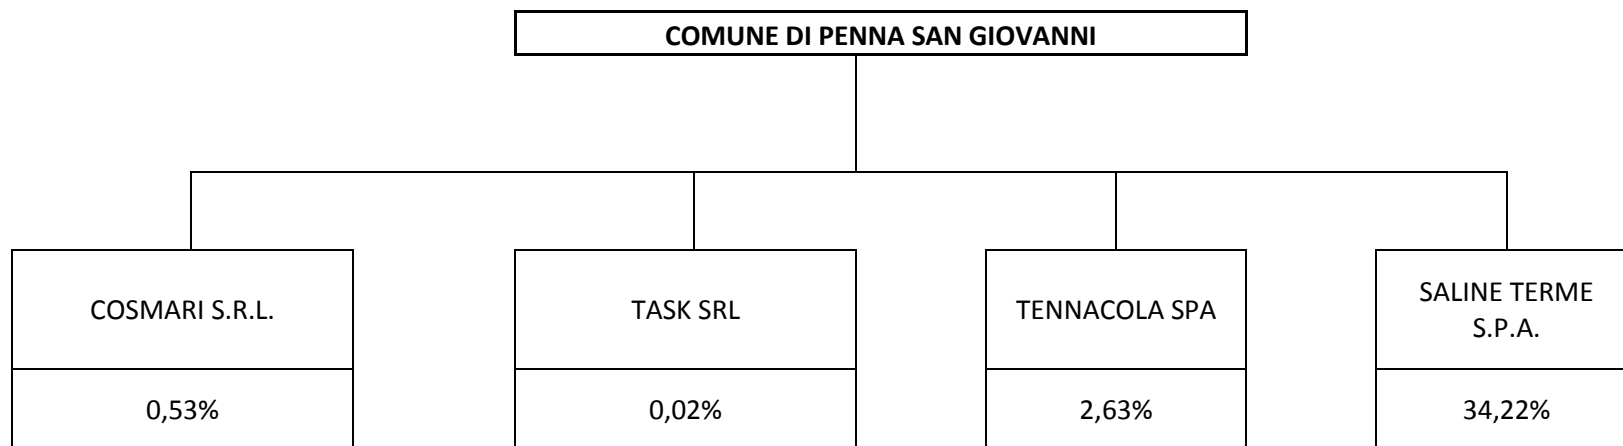 COMUNE DI PENNA SAN GIOVANNI
COSMARI S.R.L.
TASK SRL
TENNACOLA SPA
SALINE TERME
S.P.A.
0,53%
0,02%
2,63%
34,22%